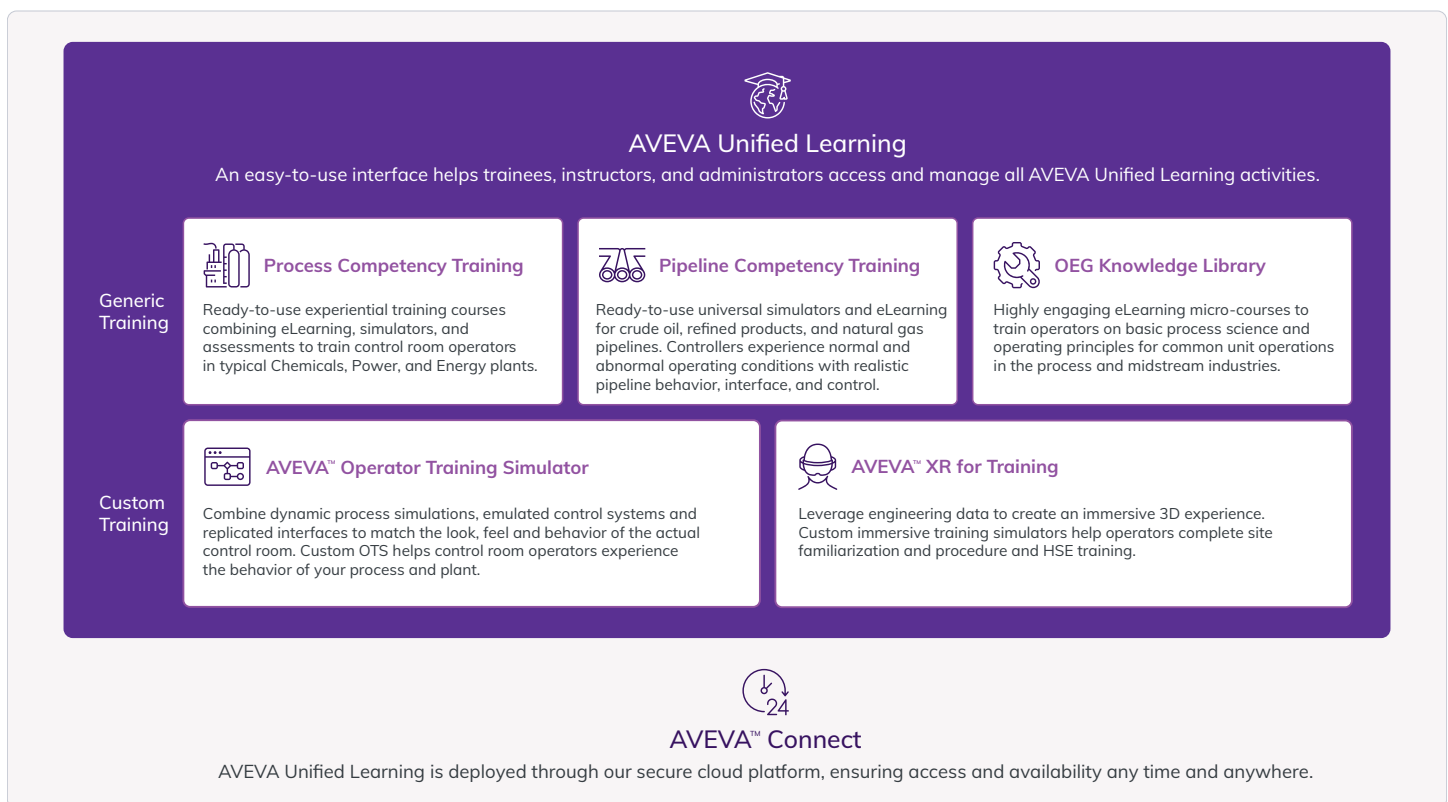 AVEVA Unified Learning
An easy-to-use interface helps trainees, instructors, and administrators access and manage all AVEVA Unified Learning activities.
Generic
Training
Process Competency Training
Ready-to-use experiential training courses
combining eLearning, simulators, and
assessments to train control room operators
in typical Chemicals, Power, and Energy plants.
Pipeline Competency Training
Ready-to-use universal simulators and eLearning
for crude oil, refined products, and natural gas
pipelines. Controllers experience normal and
abnormal operating conditions with realistic
pipeline behavior, interface, and control.
OEG Knowledge Library
Highly engaging eLearning micro-courses to
train operators on basic process science and
operating principles for common unit operations
in the process and midstream industries.
Custom
Training
AVEVA™ Operator Training Simulator
Combine dynamic process simulations, emulated control systems and
replicated interfaces to match the look, feel and behavior of the actual
control room. Custom OTS helps control room operators experience
the behavior of your process and plant.
AVEVA™ XR for Training
Leverage engineering data to create an immersive 3D experience.
Custom immersive training simulators help operators complete site
familiarization and procedure and HSE training.
24
AVEVA™ Connect
AVEVA Unified Learning is deployed through our secure cloud platform, ensuring access and availability any time and anywhere.